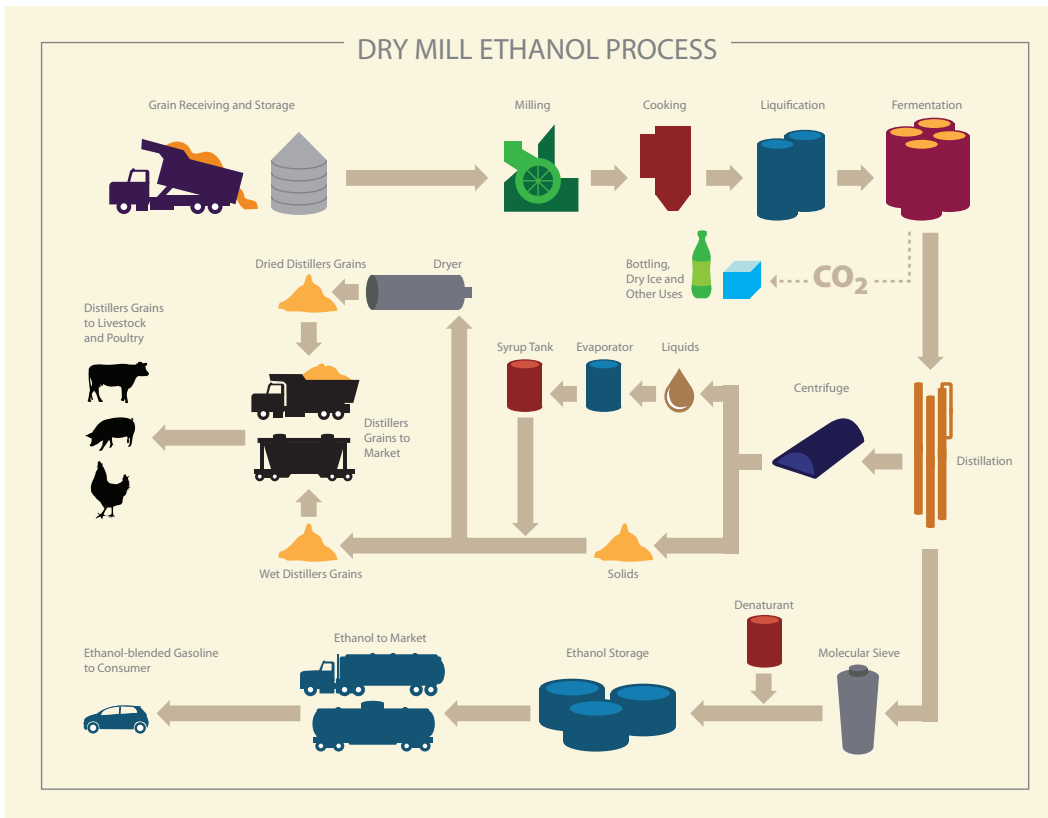 DRY MILL ETHANOL PROCESS
Grain Receiving and Storage
Milling
Cooking
Liquification
Fermentation
Bottling,
Dry Ice and
Other Uses
CO2
Dried Distillers Grains
Dryer
Distillers Grains
to Livestock
and Poultry
Syrup Tank
Evaporator
Liquids
Centrifuge
Distillers
Grains to
Market
Distillation
Wet Distillers Grains
Solids
Denaturant
Ethanol-blended Gasoline
to Consumer
Ethanol to Market
Ethanol Storage
Molecular Sieve